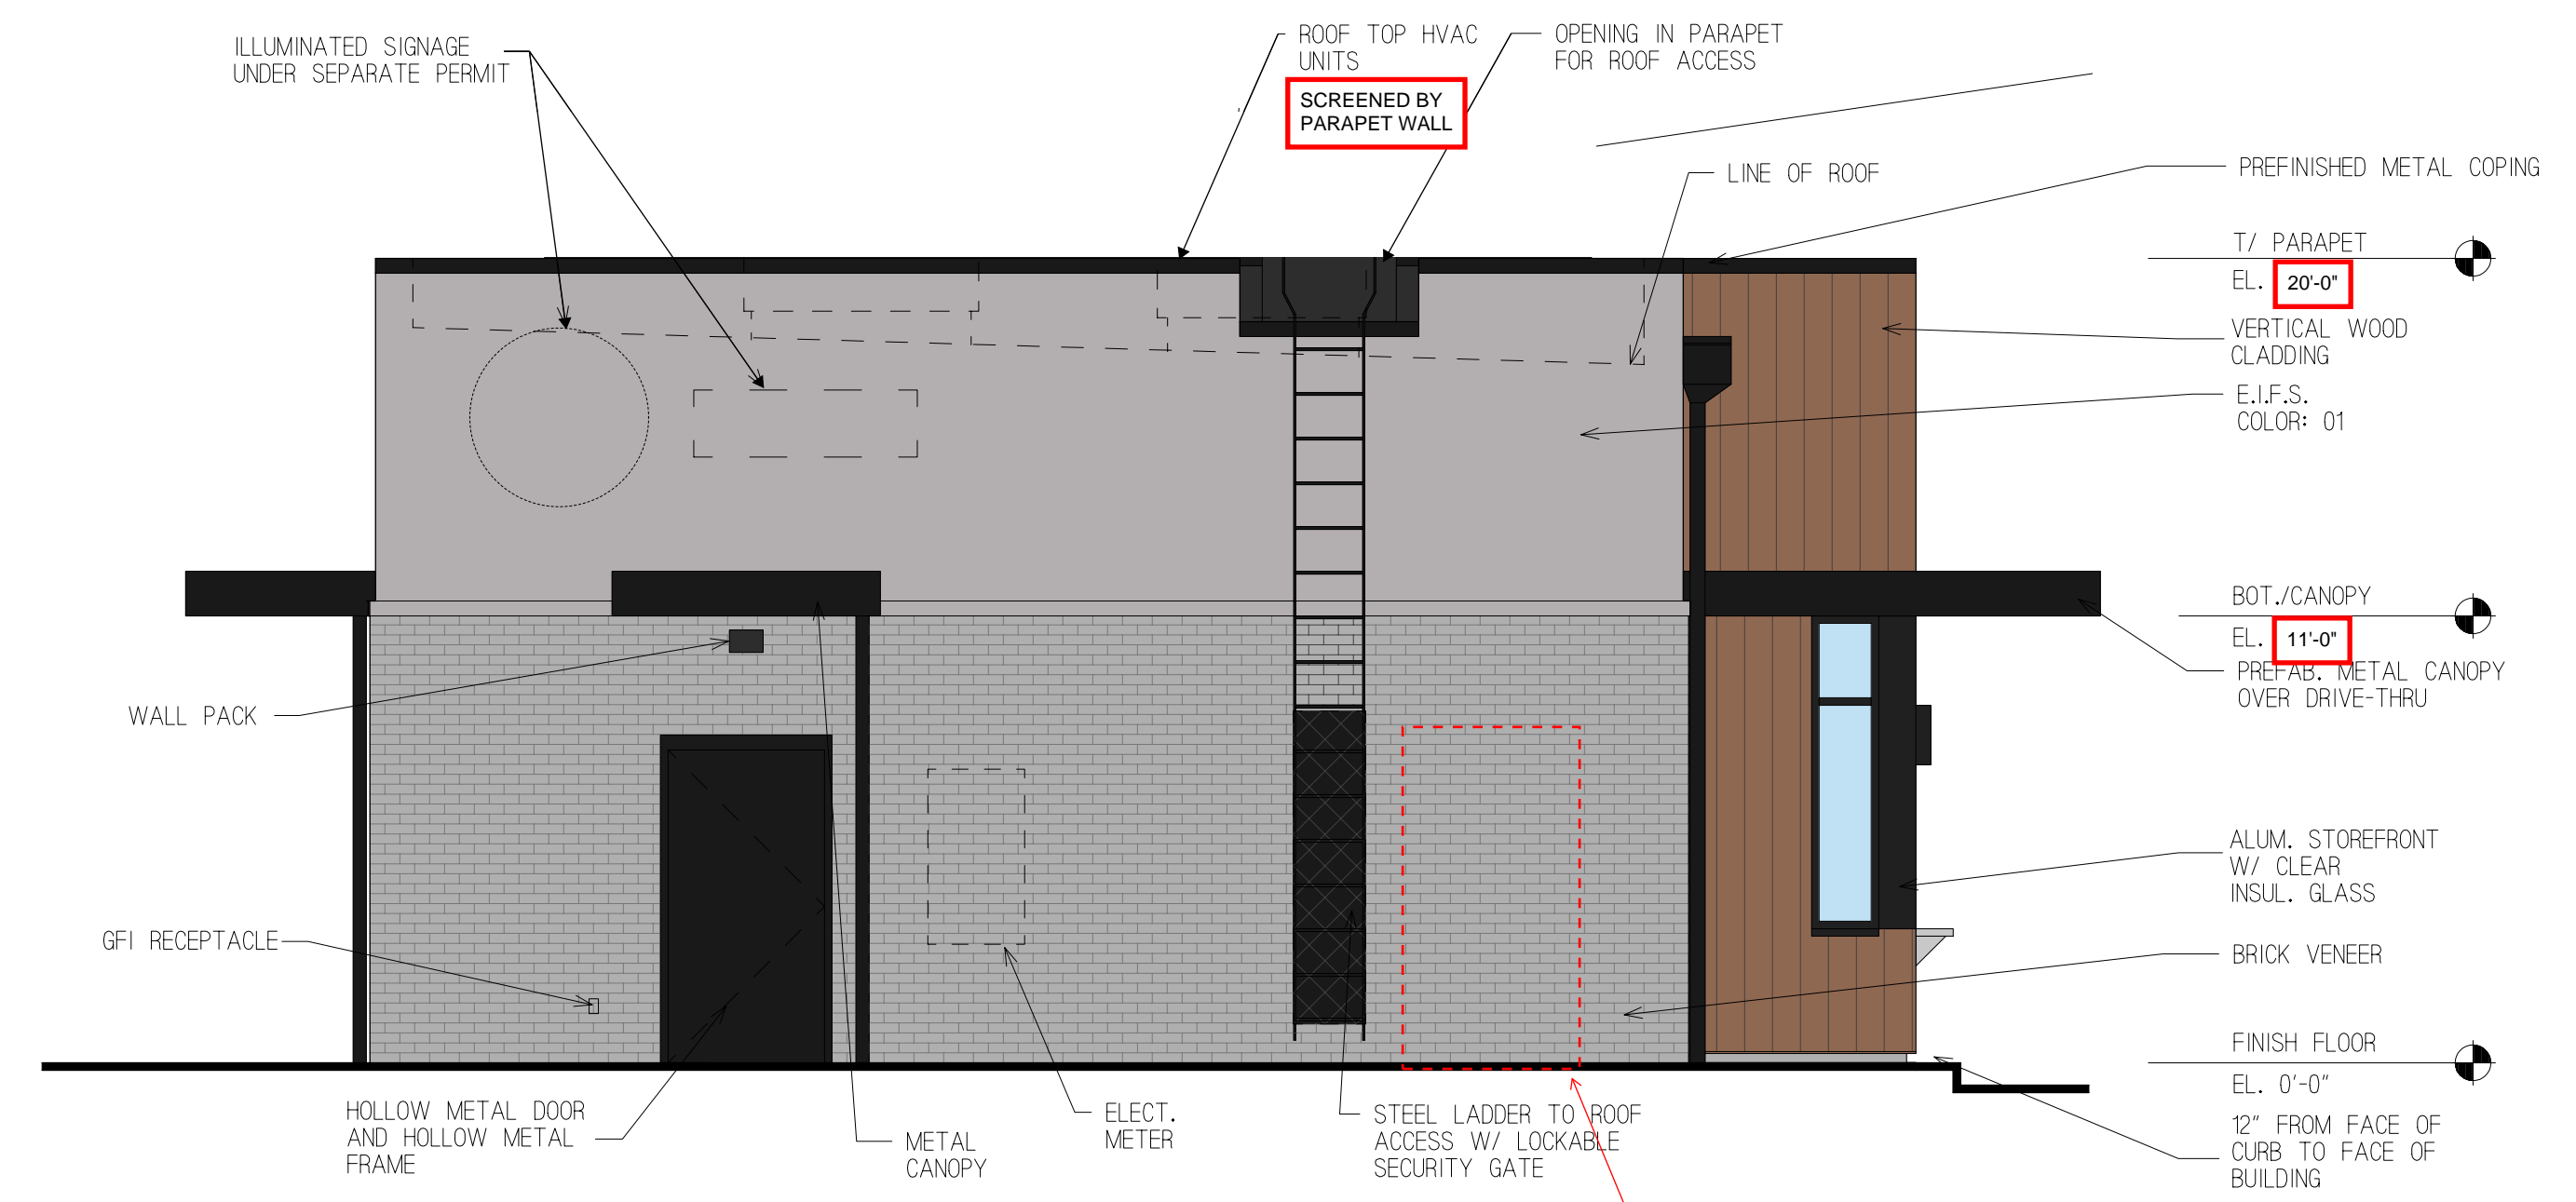 ILLUMINATED SIGNAGE
UNDER SEPARATE PERMIT
ROOF TOP HVAC
UNITS
SCREENED BY
PARAPET WALL
OPENING IN PARAPET
FOR ROOF ACCESS
LINE OF ROOF
PREFINISHED METAL COPING
T/ PARAPET
EL. 20'-0"
VERTICAL WOOD
CLADDING
E.I.F.S.
COLOR: 01
BOT./CANOPY
EL. 11'-0"
PREFAB. METAL CANOPY
OVER DRIVE-THRU
WALL PACK
ALUM. STOREFRONT
W/ CLEAR
INSUL. GLASS
GFI RECEPTACLE
BRICK VENEER
FINISH FLOOR
EL. 0'-0"
12" FROM FACE OF
CURB TO FACE OF
BUILDING
HOLLOW METAL DOOR
AND HOLLOW METAL
FRAME
METAL
CANOPY
ELECT.
METER
STEEL LADDER TO ROOF
ACCESS W/ LOCKABLE
SECURITY GATE